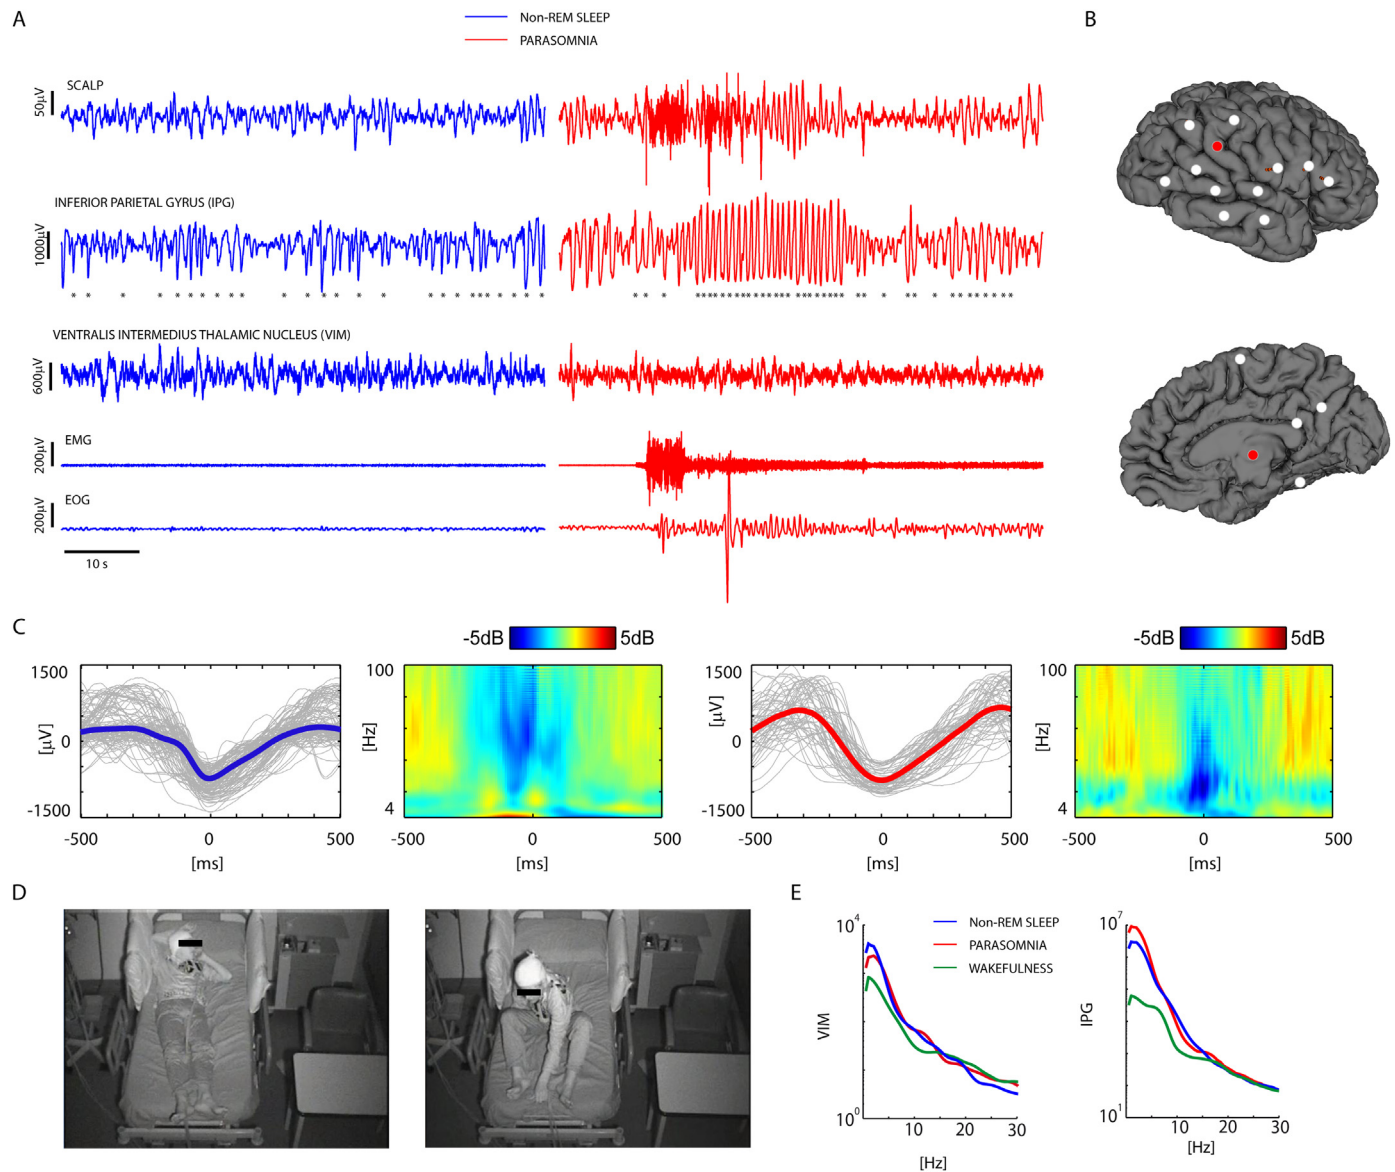 A
Non-REM SLEEP
PARASOMNIA
B
SCALP
50μV
INFERIOR PARIETAL GYRUS (IPG)
1000μV
* * * * * * * * * * * * * * * * * * * * * * * * * * *
VENTRALIS INTERMEDIUS THALAMIC NUCLEUS (VIM)
600μV
EMG
200μV
EOG
200μV
10 s
C
-5dB 5dB
-5dB 5dB
1500
0
-1500
[μV]
-500 0 500
[ms]
100
[Hz]
4
-500 0 500
[ms]
1500
0
-1500
[μV]
-500 0 500
[ms]
100
[Hz]
4
-500 0 500
[ms]
D
E
10^4
VIM
10^0
10 20 30
[Hz]
Non-REM SLEEP
PARASOMNIA
WAKEFULNESS
10^7
IPG
10^1
10 20 30
[Hz]